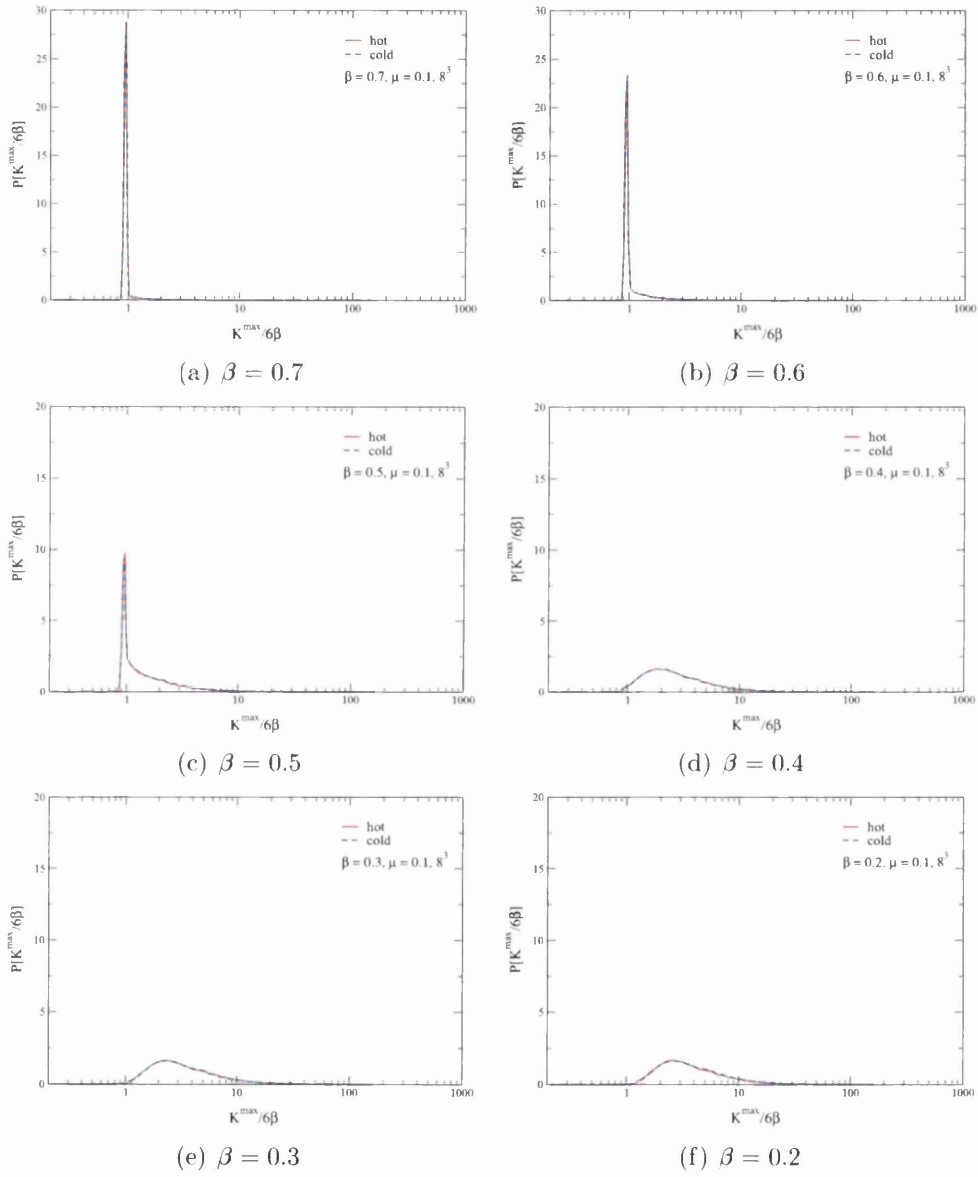 30
25
20
15
10
5
0
P[K^max/6β]
hot
cold
β = 0.7, μ = 0.1, 8³
1 10 100 1000
K^max/6β
(a) β = 0.7
30
25
20
15
10
5
0
P[K^max/6β]
hot
cold
β = 0.6, μ = 0.1, 8³
1 10 100 1000
K^max/6β
(b) β = 0.6
20
15
10
5
0
P[K^max/6β]
hot
cold
β = 0.5, μ = 0.1, 8³
1 10 100 1000
K^max/6β
(c) β = 0.5
20
15
10
5
0
P[K^max/6β]
hot
cold
β = 0.4, μ = 0.1, 8³
1 10 100 1000
K^max/6β
(d) β = 0.4
20
15
10
5
0
P[K^max/6β]
hot
cold
β = 0.3, μ = 0.1, 8³
1 10 100 1000
K^max/6β
(e) β = 0.3
20
15
10
5
0
P[K^max/6β]
hot
cold
β = 0.2, μ = 0.1, 8³
1 10 100 1000
K^max/6β
(f) β = 0.2